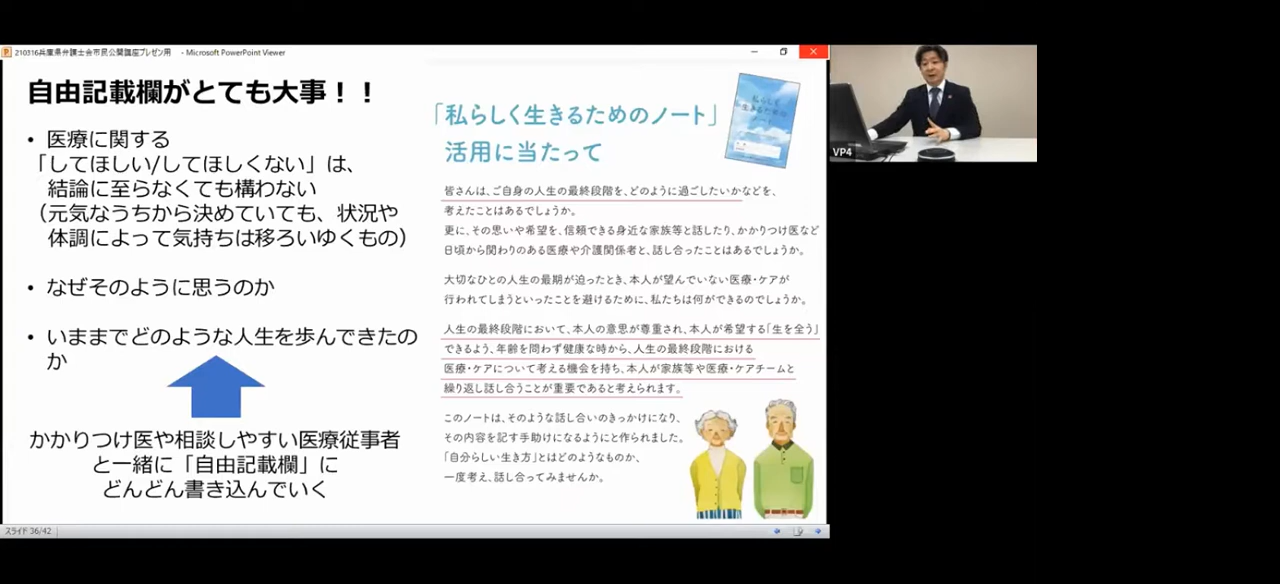 210316兵庫県弁護士会市民公開講座プレゼン用 - Microsoft PowerPoint Viewer
自由記載欄がとても大事！！
• 医療に関する
「してほしい/してほしくない」は、
結論に至らなくても構わない
（元気なうちから決めていても、状況や
体調によって気持ちは移ろいゆくもの）
• なぜそのように思うのか
• いままでどのような人生を歩んできたの
か
かかりつけ医や相談しやすい医療従事者
と一緒に「自由記載欄」に
どんどん書き込んでいく
「私らしく生きるためのノート」
活用に当たって
私らしく
生きるための
ノート
皆さんは、ご自身の人生の最終段階を、どのように過ごしたいかなどを、
考えたことはあるでしょうか。
更に、その思いや希望を、信頼できる身近な家族等と話したり、かかりつけ医など
日頃から関わりのある医療や介護関係者と、話し合ったことはあるでしょうか。
大切なひとの人生の最期が迫ったとき、本人が望んでいない医療・ケアが
行われてしまうといったことを避けるために、私たちは何ができるのでしょうか。
人生の最終段階において、本人の意思が尊重され、本人が希望する「生を全う」
できるよう、年齢を問わず健康な時から、人生の最終段階における
医療・ケアについて考える機会を持ち、本人が家族等や医療・ケアチームと
繰り返し話し合うことが重要であると考えられます。
このノートは、そのような話し合いのきっかけになり、
その内容を記す手助けになるようにと作られました。
「自分らしい生き方」とはどのようなものか、
一度考え、話し合ってみませんか。
VP4
スライド 36/42